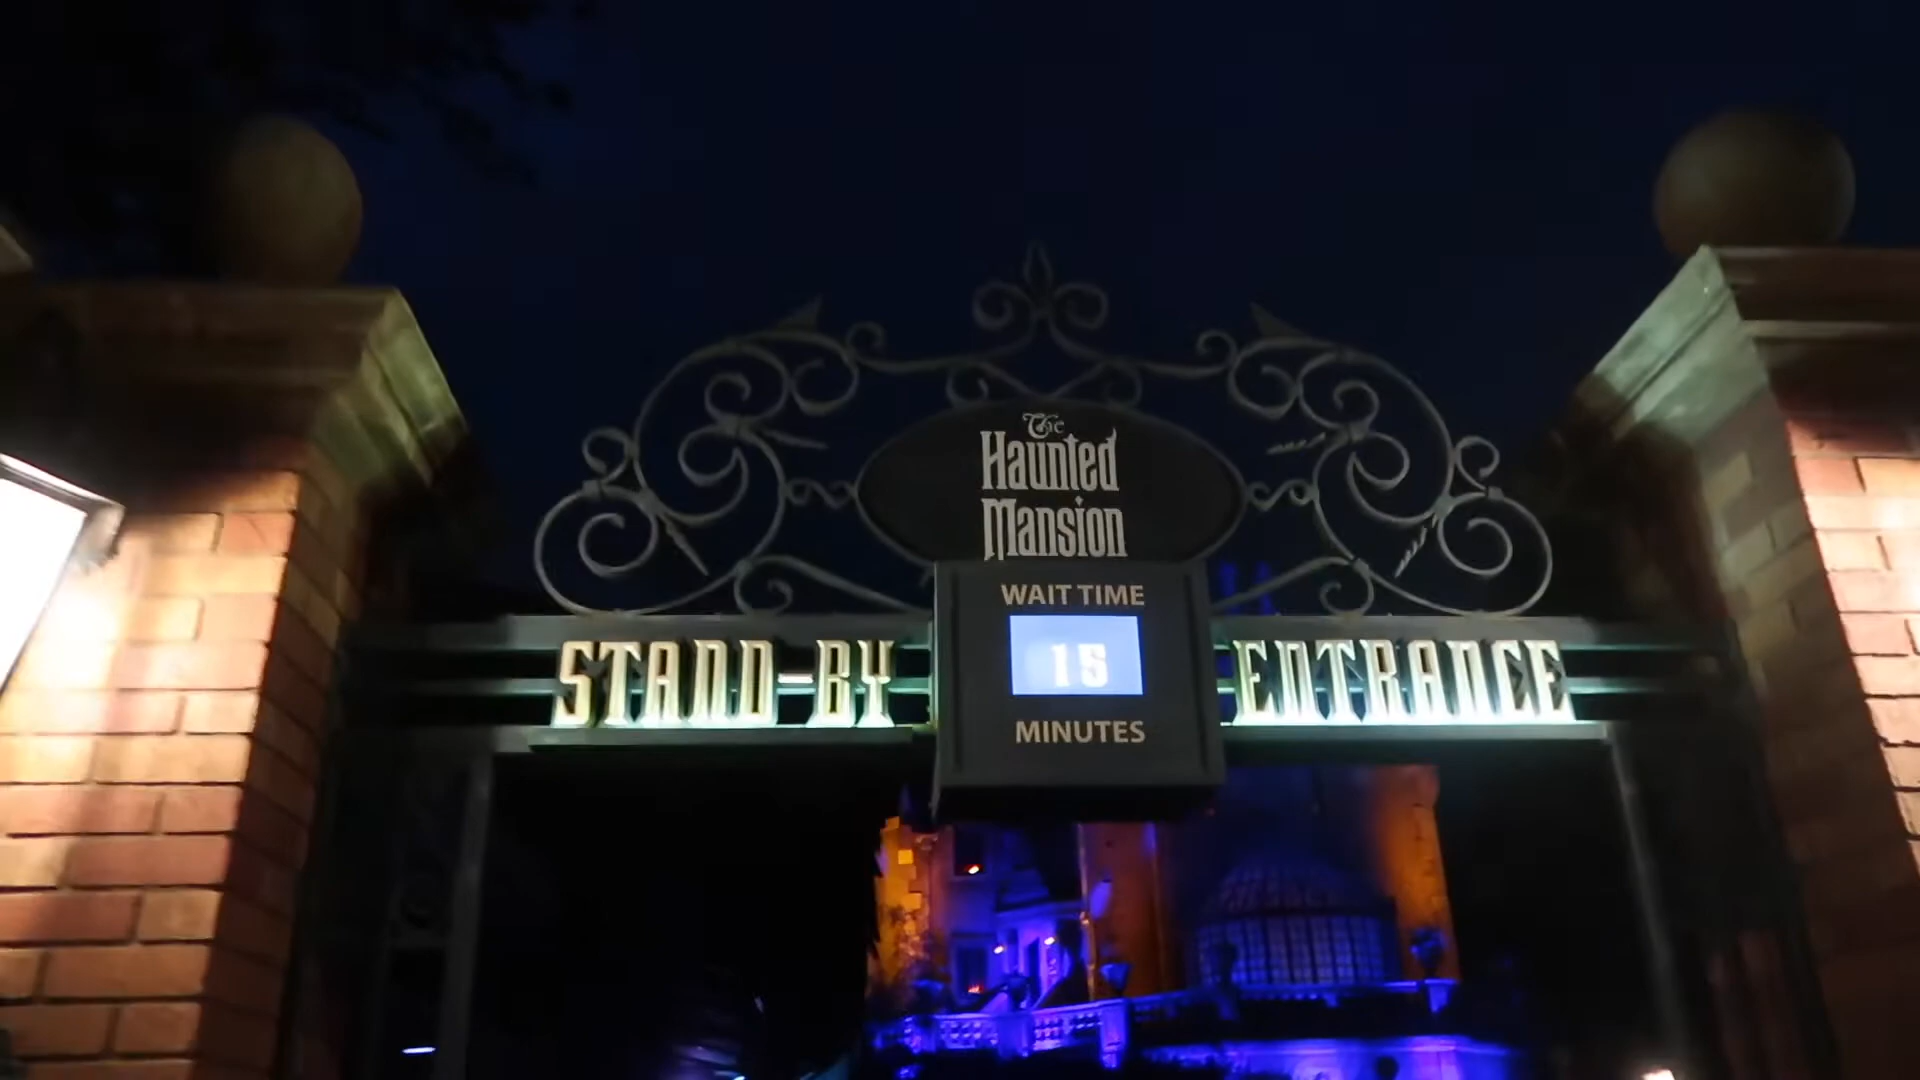 The
Haunted
Mansion
WAIT TIME
STAND-BY 15 ENTRANCE
MINUTES